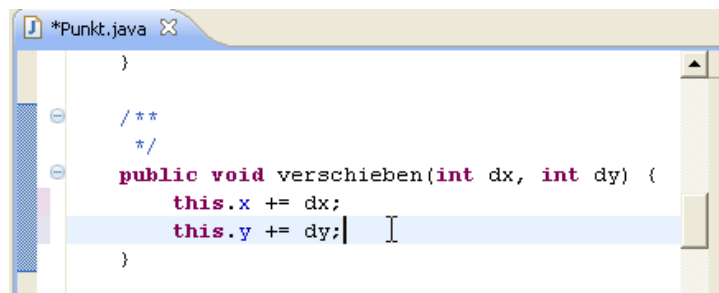 *Punkt.java
}
/**
*/
public void verschieben(int dx, int dy) {
this.x += dx;
this.y += dy;
}